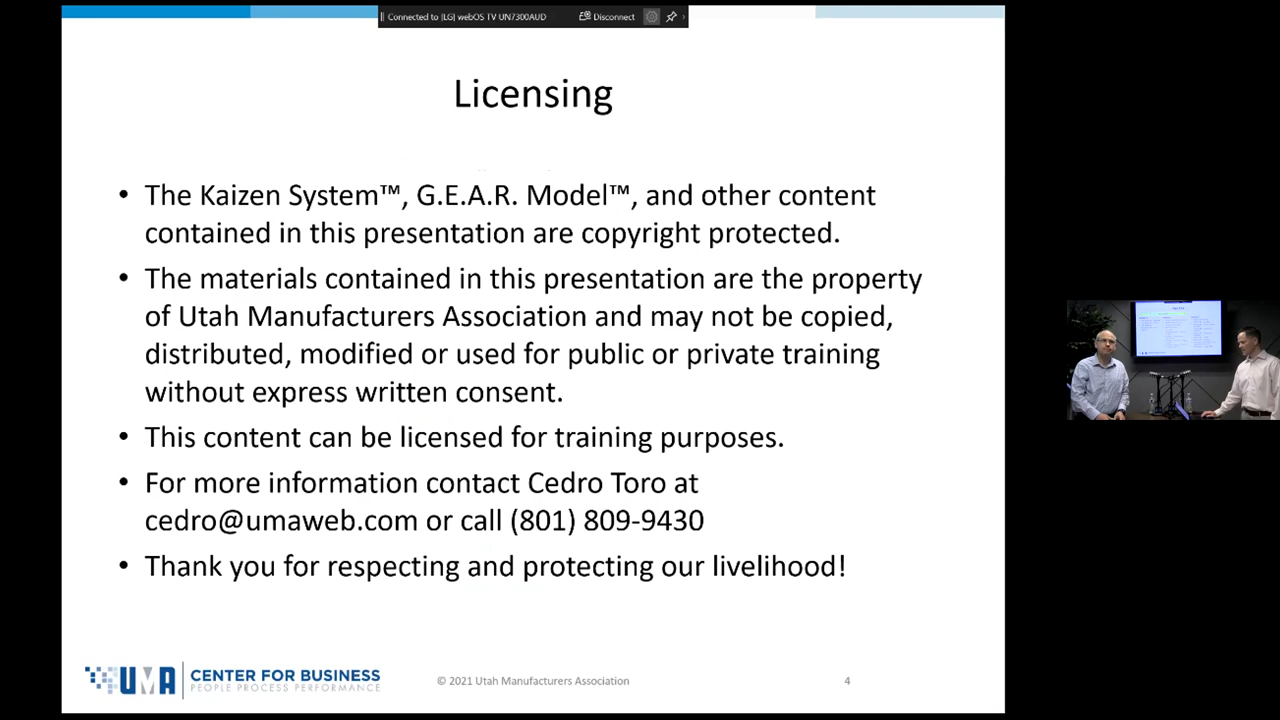 Connected to [LG] webOS TV UN7300AUD Disconnect
Licensing
• The Kaizen System™, G.E.A.R. Model™, and other content
contained in this presentation are copyright protected.
• The materials contained in this presentation are the property
of Utah Manufacturers Association and may not be copied,
distributed, modified or used for public or private training
without express written consent.
• This content can be licensed for training purposes.
• For more information contact Cedro Toro at
cedro@umaweb.com or call (801) 809-9430
• Thank you for respecting and protecting our livelihood!
UMA CENTER FOR BUSINESS
PEOPLE PROCESS PERFORMANCE
© 2021 Utah Manufacturers Association
4